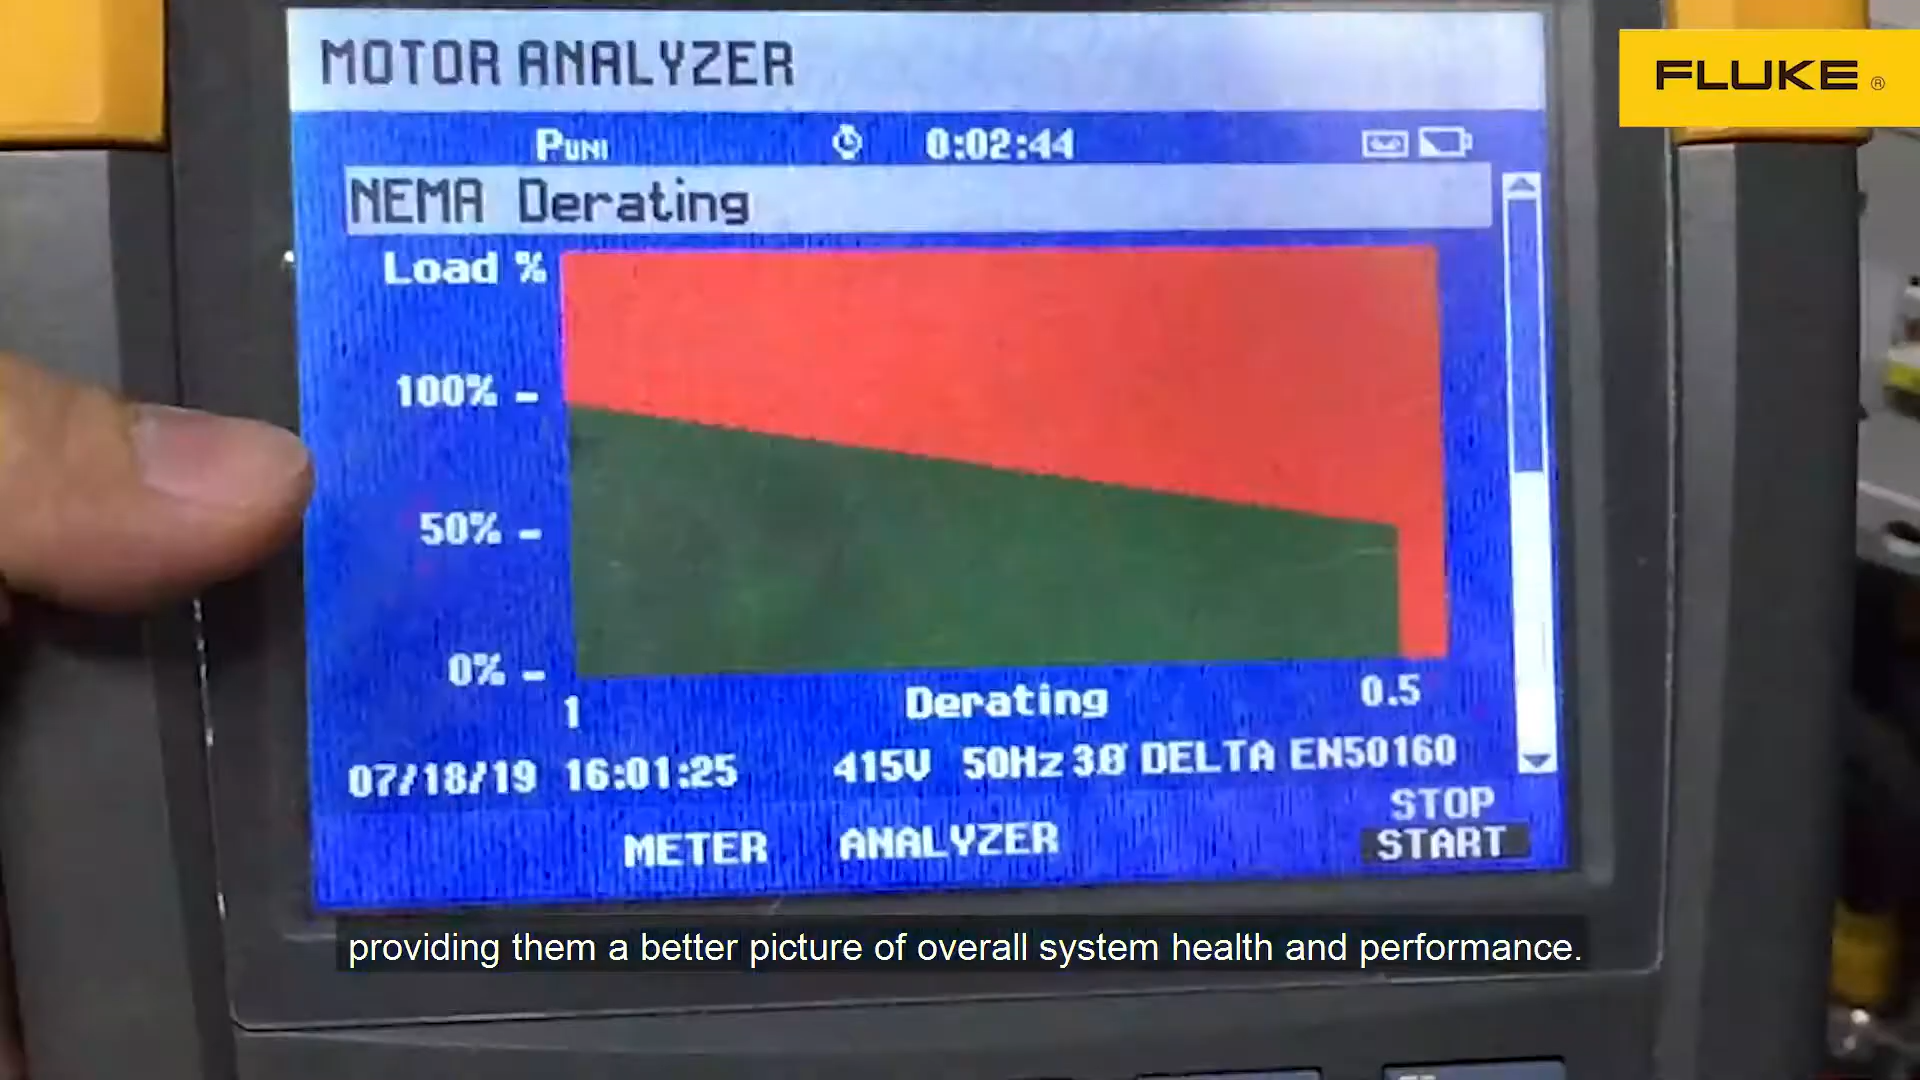 MOTOR ANALYZER
FLUKE ®
PUNI 0:02:44
NEMA Derating
Load %
100%
50%
0%
1 Derating 0.5
07/18/19 16:01:25 415V 50Hz 3Ø DELTA EN50160
STOP
METER ANALYZER START
providing them a better picture of overall system health and performance.